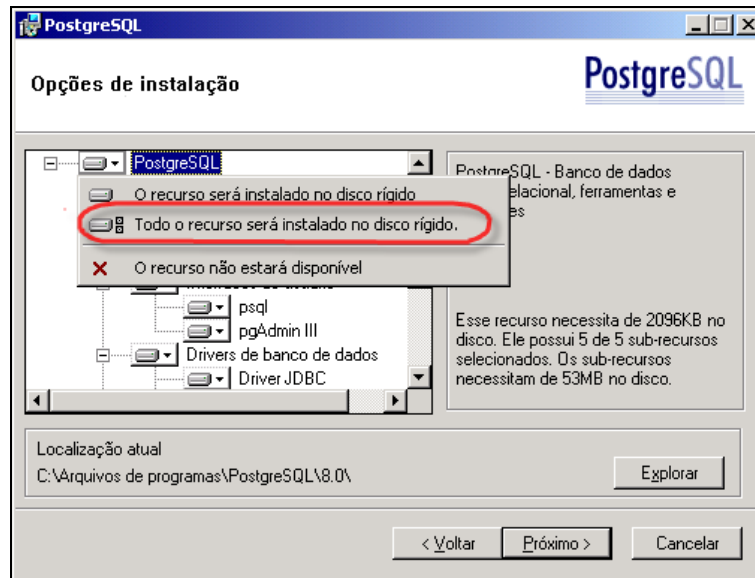 PostgreSQL
Opções de instalação
PostgreSQL
PostgreSQL
O recurso será instalado no disco rígido
Todo o recurso será instalado no disco rígido.
O recurso não estará disponível
psql
pgAdmin III
Drivers de banco de dados
Driver JDBC
PostgreSQL - Banco de dados
elacional, ferramentas e
es
Esse recurso necessita de 2096KB no
disco. Ele possui 5 de 5 sub-recursos
selecionados. Os sub-recursos
necessitam de 53MB no disco.
Localização atual
C:\Arquivos de programas\PostgreSQL\8.0\
Explorar
< Voltar
Próximo >
Cancelar